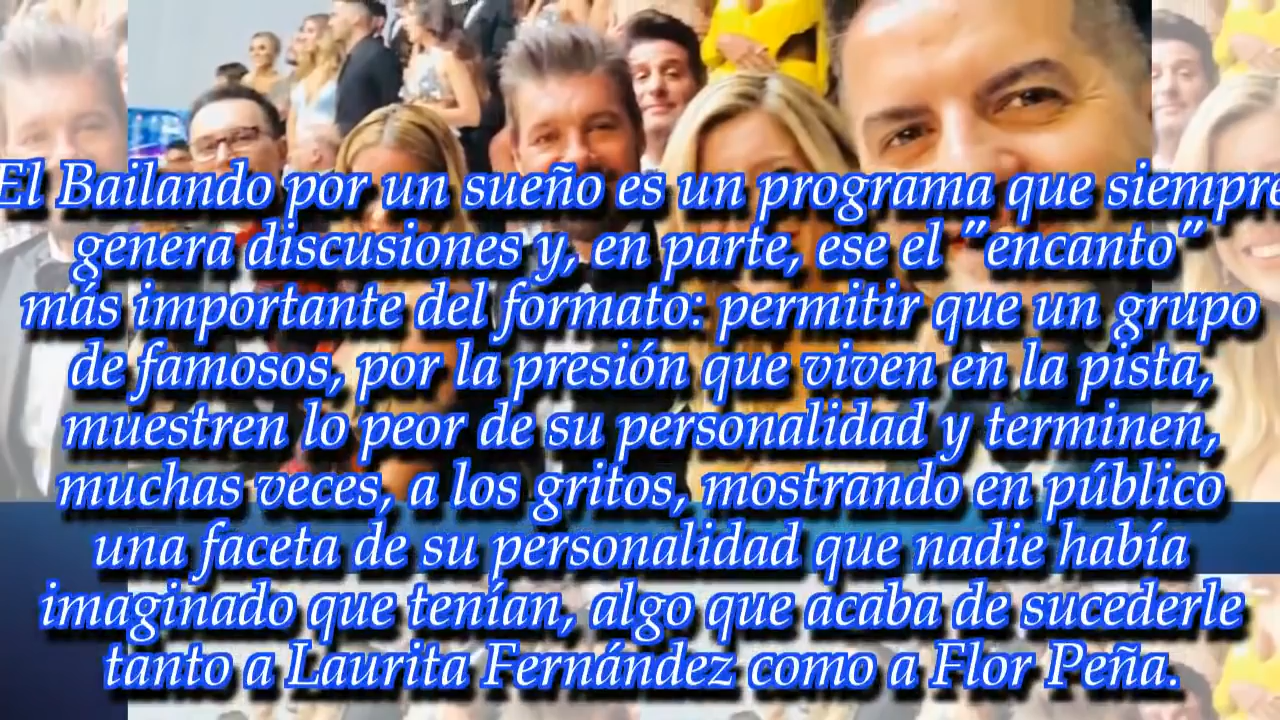 El Bailando por un sueño es un programa que siempre
genera discusiones y, en parte, ese el "encanto"
más importante del formato: permitir que un grupo
de famosos, por la presión que viven en la pista,
muestren lo peor de su personalidad y terminen,
muchas veces, a los gritos, mostrando en público
una faceta de su personalidad que nadie había
imaginado que tenían, algo que acaba de sucederle
tanto a Laurita Fernández como a Flor Peña.